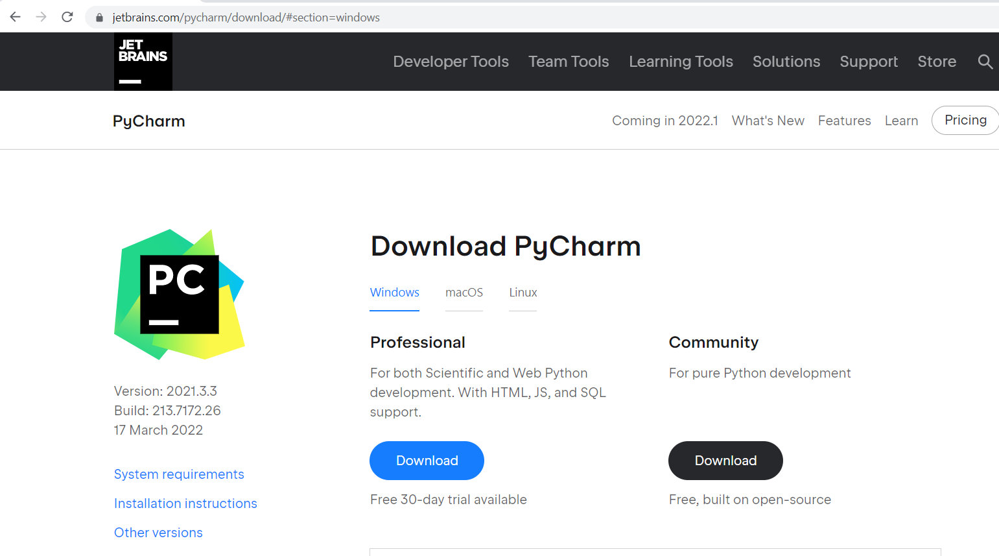 jetbrains.com/pycharm/download/#section=windows
JET
BRAINS
Developer Tools Team Tools Learning Tools Solutions Support Store
PyCharm
Coming in 2022.1 What's New Features Learn Pricing
PC
Version: 2021.3.3
Build: 213.7172.26
17 March 2022
System requirements
Installation instructions
Other versions
Download PyCharm
Windows macOS Linux
Professional
For both Scientific and Web Python
development. With HTML, JS, and SQL
support.
Download
Free 30-day trial available
Community
For pure Python development
Download
Free, built on open-source